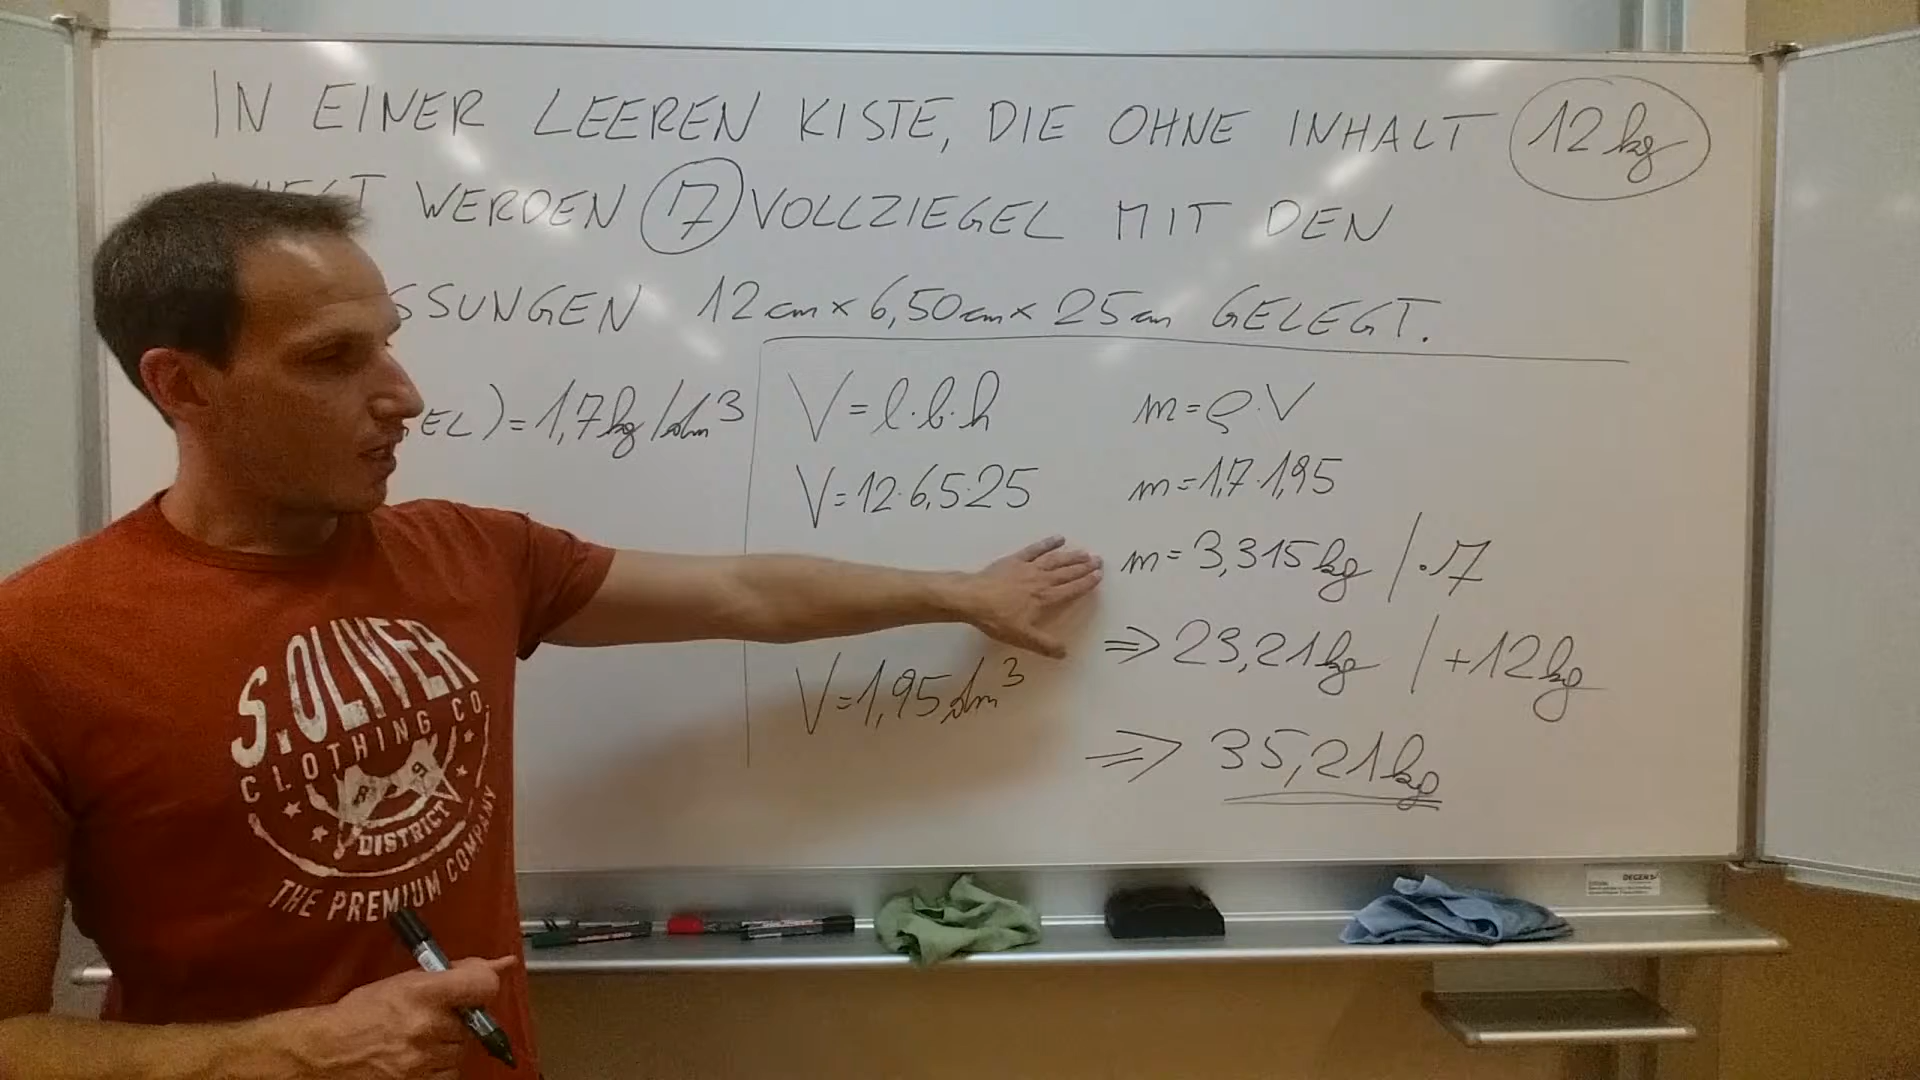 IN EINER LEEREN KISTE, DIE OHNE INHALT 12 kg
WERDEN 7 VOLLZIEGEL MIT DEN
SSUNGEN 12 cm x 6,50 cm x 25 cm GELEGT.
EL) = 1,7 kg/dm³
V = l · b · h
V = 12 · 6,5 · 25
V = 1,95 dm³
m = ρ · V
m = 1,7 · 1,95
m = 3,315 kg / · 7
⇒ 23,21 kg / + 12 kg
⇒ 35,21 kg
S.OLIVER
CLOTHING CO.
DISTRICT
THE PREMIUM COMPANY